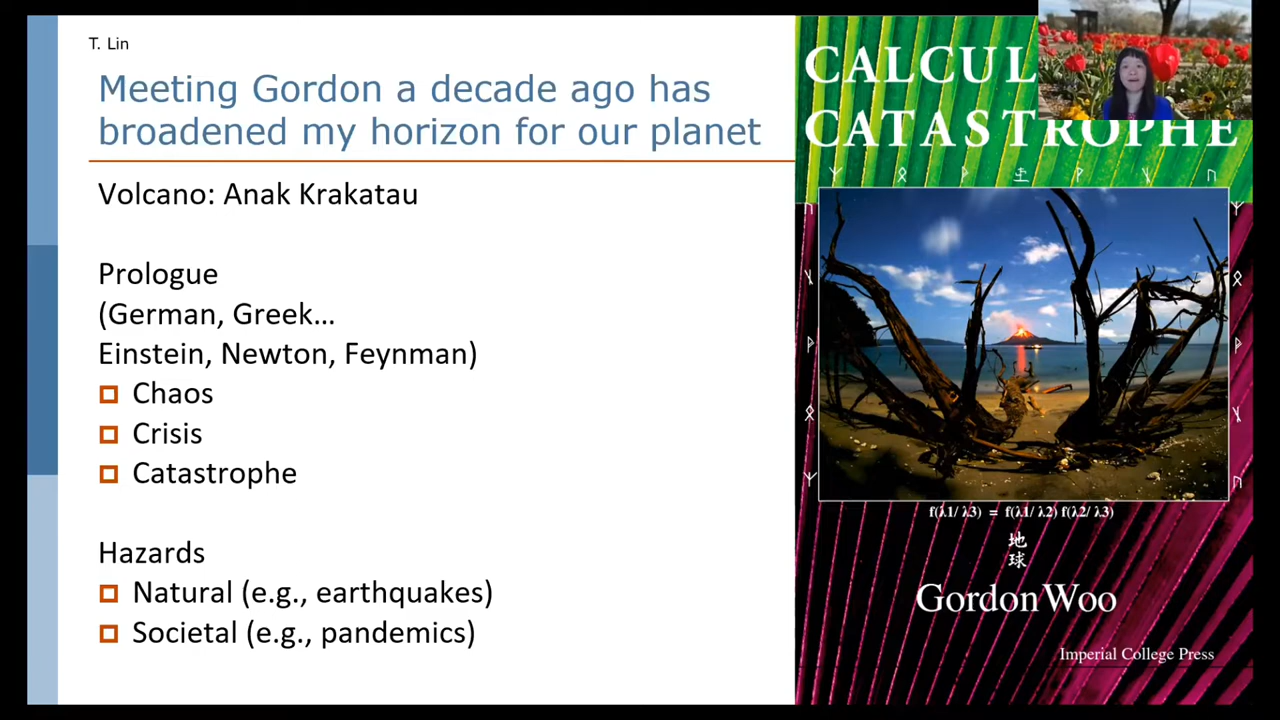 T. Lin
Meeting Gordon a decade ago has
broadened my horizon for our planet
Volcano: Anak Krakatau
Prologue
(German, Greek…
Einstein, Newton, Feynman)
Chaos
Crisis
Catastrophe
Hazards
Natural (e.g., earthquakes)
Societal (e.g., pandemics)
CALCUL
CATASTROPHE
f(λ1/ λ3) = f(λ1/ λ2) f(λ2/ λ3)
地
球
Gordon Woo
Imperial College Press